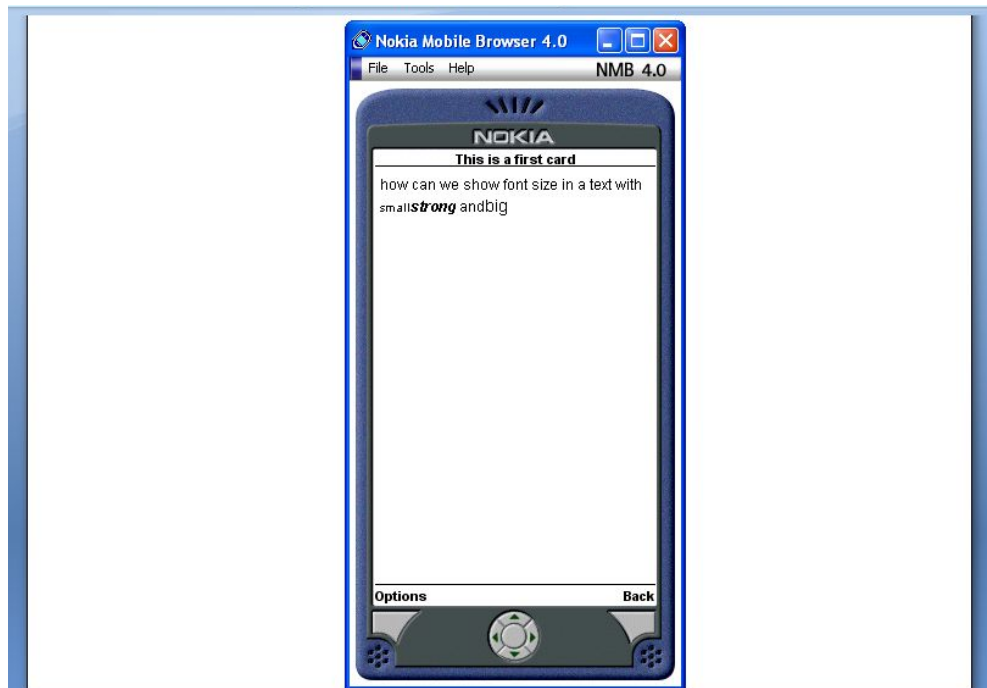 Nokia Mobile Browser 4.0
File Tools Help NMB 4.0
NOKIA
This is a first card
how can we show font size in a text with
smallstrong andbig
Options Back